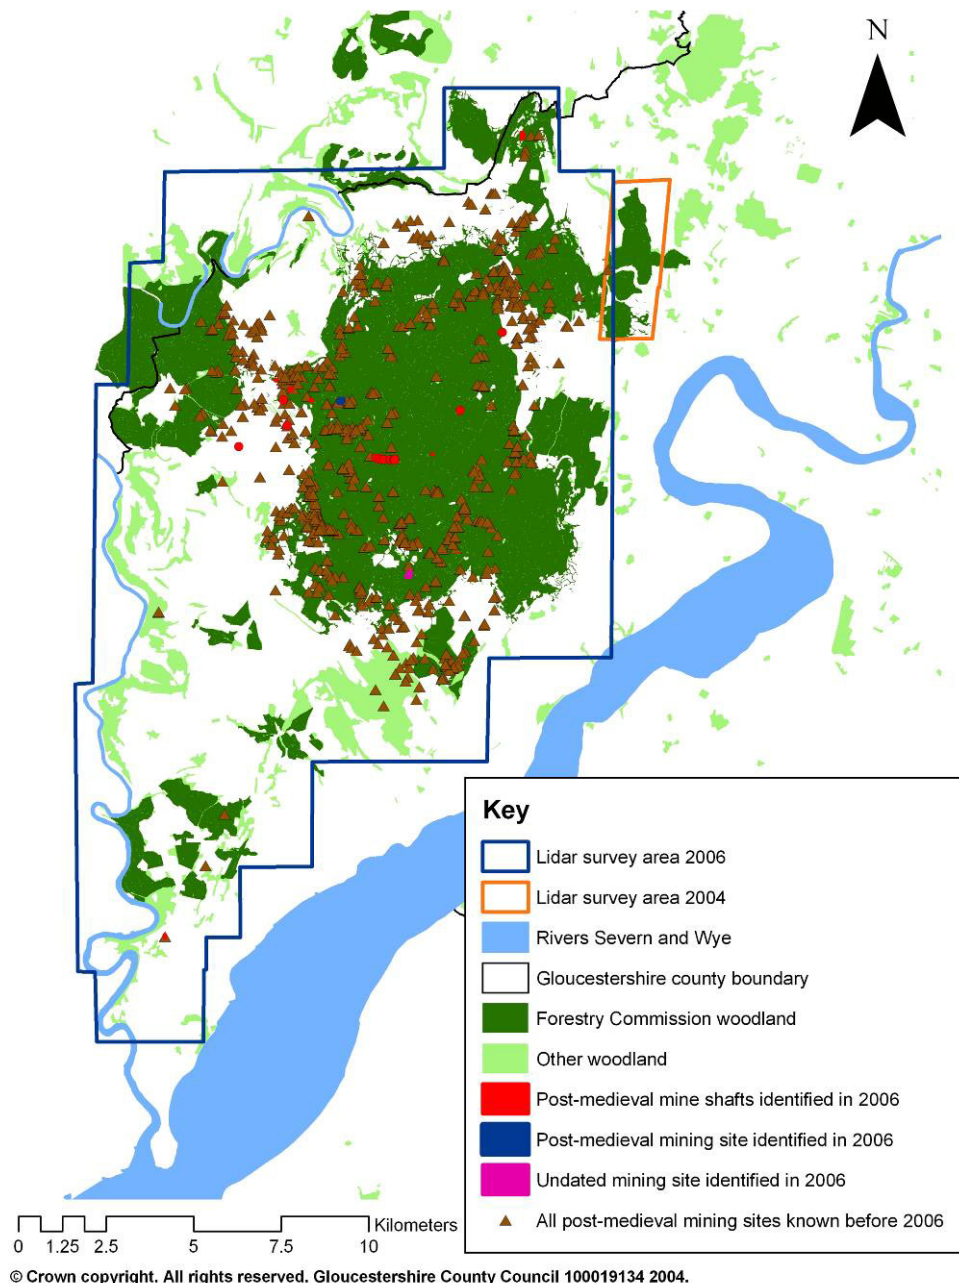 N
Key
Lidar survey area 2006
Lidar survey area 2004
Rivers Severn and Wye
Gloucestershire county boundary
Forestry Commission woodland
Other woodland
Post-medieval mine shafts identified in 2006
Post-medieval mining site identified in 2006
Undated mining site identified in 2006
All post-medieval mining sites known before 2006
Kilometers
0 1.25 2.5 5 7.5 10
© Crown copyright. All rights reserved. Gloucestershire County Council 100019134 2004.